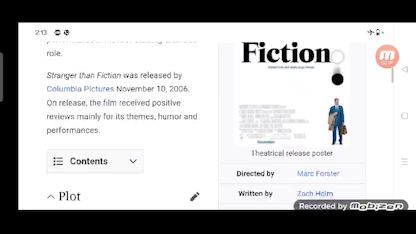 2:13
role.
Stranger than Fiction was released by
Columbia Pictures November 10, 2006.
On release, the film received positive
reviews mainly for its themes, humor and
performances.
Contents
Plot
Fiction
Theatrical release poster
Directed by Marc Forster
Written by Zach Helm
Recorded by Mobizen